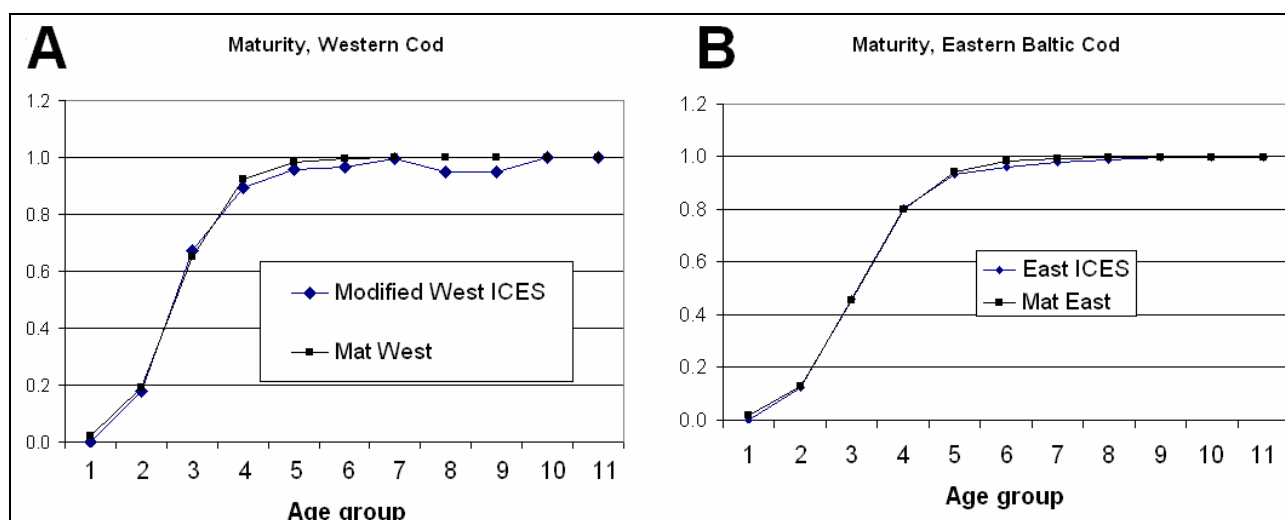 A
Maturity, Western Cod
1.2
1.0
0.8
0.6
0.4
0.2
0.0
Modified West ICES
Mat West
1 2 3 4 5 6 7 8 9 10 11
Age group
B
Maturity, Eastern Baltic Cod
1.2
1.0
0.8
0.6
0.4
0.2
0.0
East ICES
Mat East
1 2 3 4 5 6 7 8 9 10 11
Age group